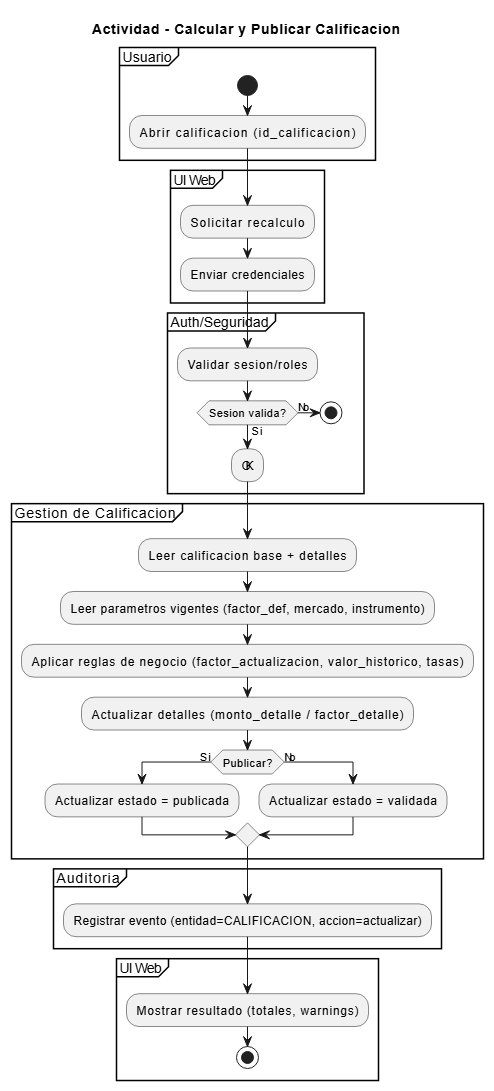 Actividad - Calcular y Publicar Calificacion
Usuario
Abrir calificacion (id_calificacion)
UI Web
Solicitar recalculo
Enviar credenciales
Auth/Seguridad
Validar sesion/roles
Sesion valida?
No
Si
OK
Gestion de Calificacion
Leer calificacion base + detalles
Leer parametros vigentes (factor_def, mercado, instrumento)
Aplicar reglas de negocio (factor_actualizacion, valor_historico, tasas)
Actualizar detalles (monto_detalle / factor_detalle)
Si
Publicar?
No
Actualizar estado = publicada
Actualizar estado = validada
Auditoria
Registrar evento (entidad=CALIFICACION, accion=actualizar)
UI Web
Mostrar resultado (totales, warnings)